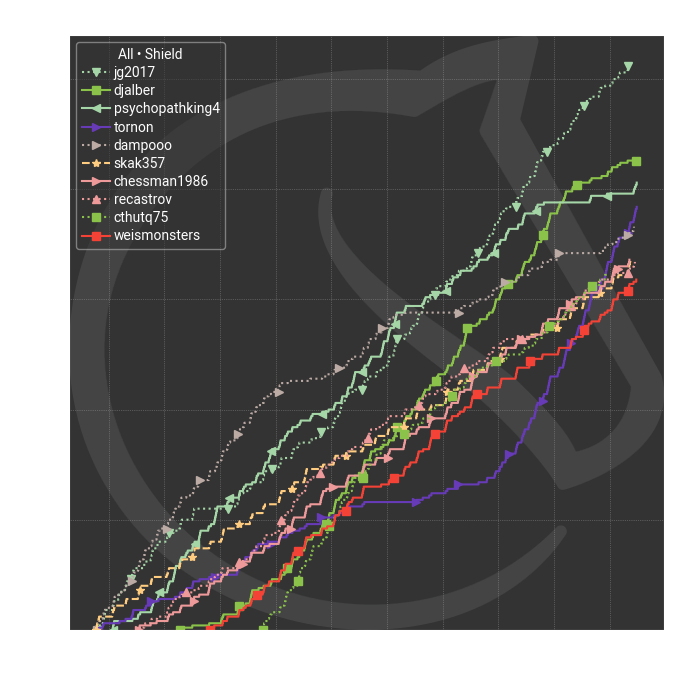 All • Shield
jg2017
djalber
psychopathking4
tornon
dampooo
skak357
chessman1986
recastrov
cthutq75
weismonsters